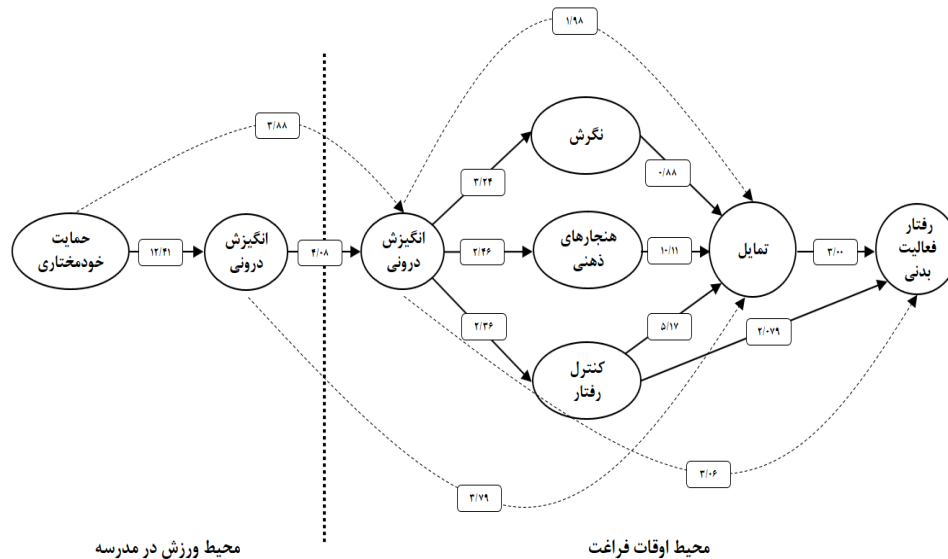 ۱/۹۸
۳/۸۸
نگرش
۳/۲۴
۰/۸۸
حمایت
خودمختاری
۱۲/۴۱
انگیزش
درونی
۴/۰۸
انگیزش
درونی
۲/۴۶
هنجارهای
ذهنی
۱۰/۱۱
تمایل
۳/۰۰
رفتار
فعالیت
بدنی
۲/۳۶
۵/۱۷
۲/۰۷۹
کنترل
رفتار
۳/۰۶
۳/۷۹
محیط ورزش در مدرسه
محیط اوقات فراغت